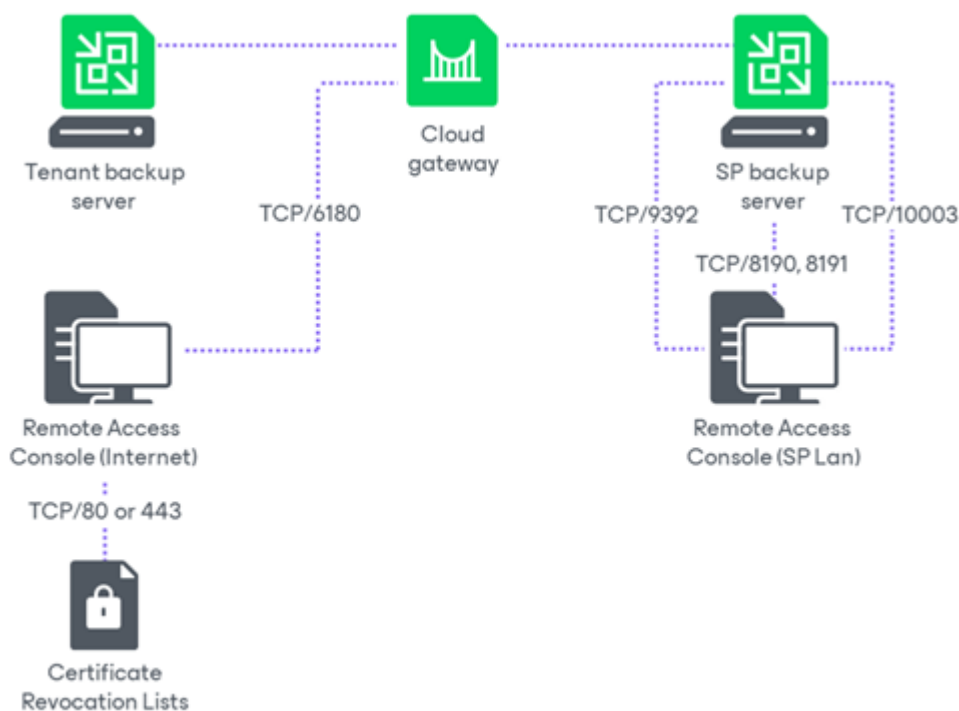 Tenant backup
server
Cloud
gateway
SP backup
server
TCP/6180
TCP/9392
TCP/10003
TCP/8190, 8191
Remote Access
Console (Internet)
Remote Access
Console (SP Lan)
TCP/80 or 443
Certificate
Revocation Lists